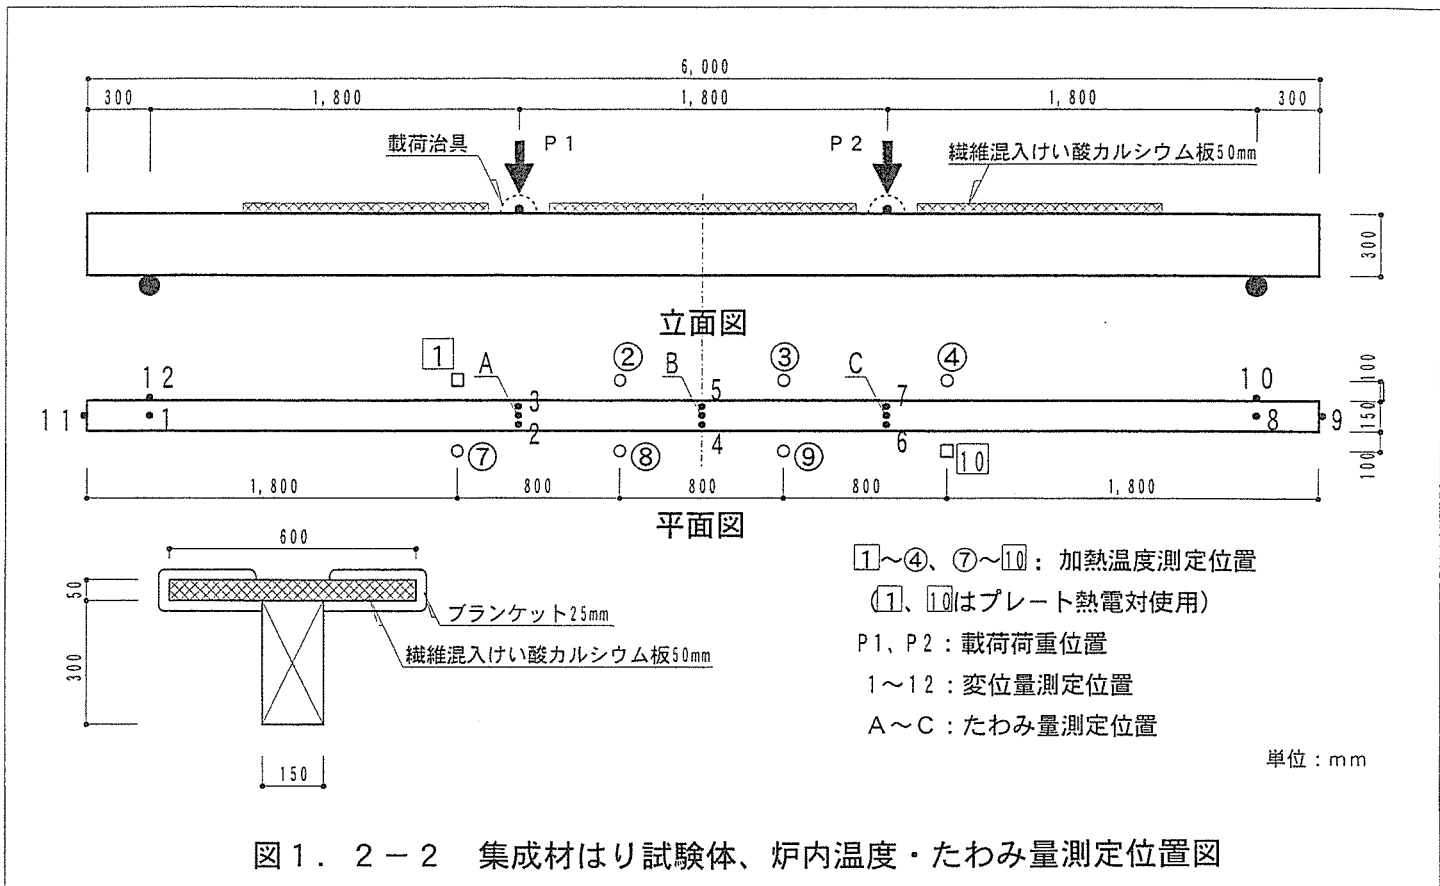 6,000
300 1,800 1,800 1,800 300
載荷治具
P1
P2
繊維混入けい酸カルシウム板50mm
300
立面図
1 ② ③ ④
12 A B C 10
3 5 7
11 1 8 9
2 4 6
⑦ ⑧ ⑨ 10
100
150
100
1,800 800 800 800 1,800
平面図
600
50
300
ブランケット25mm
繊維混入けい酸カルシウム板50mm
150
1～④、⑦～10：加熱温度測定位置
(1、10はプレート熱電対使用)
P1,P2：載荷荷重位置
1～12：変位量測定位置
A～C：たわみ量測定位置
単位：mm
図1．2－2 集成材はり試験体、炉内温度・たわみ量測定位置図